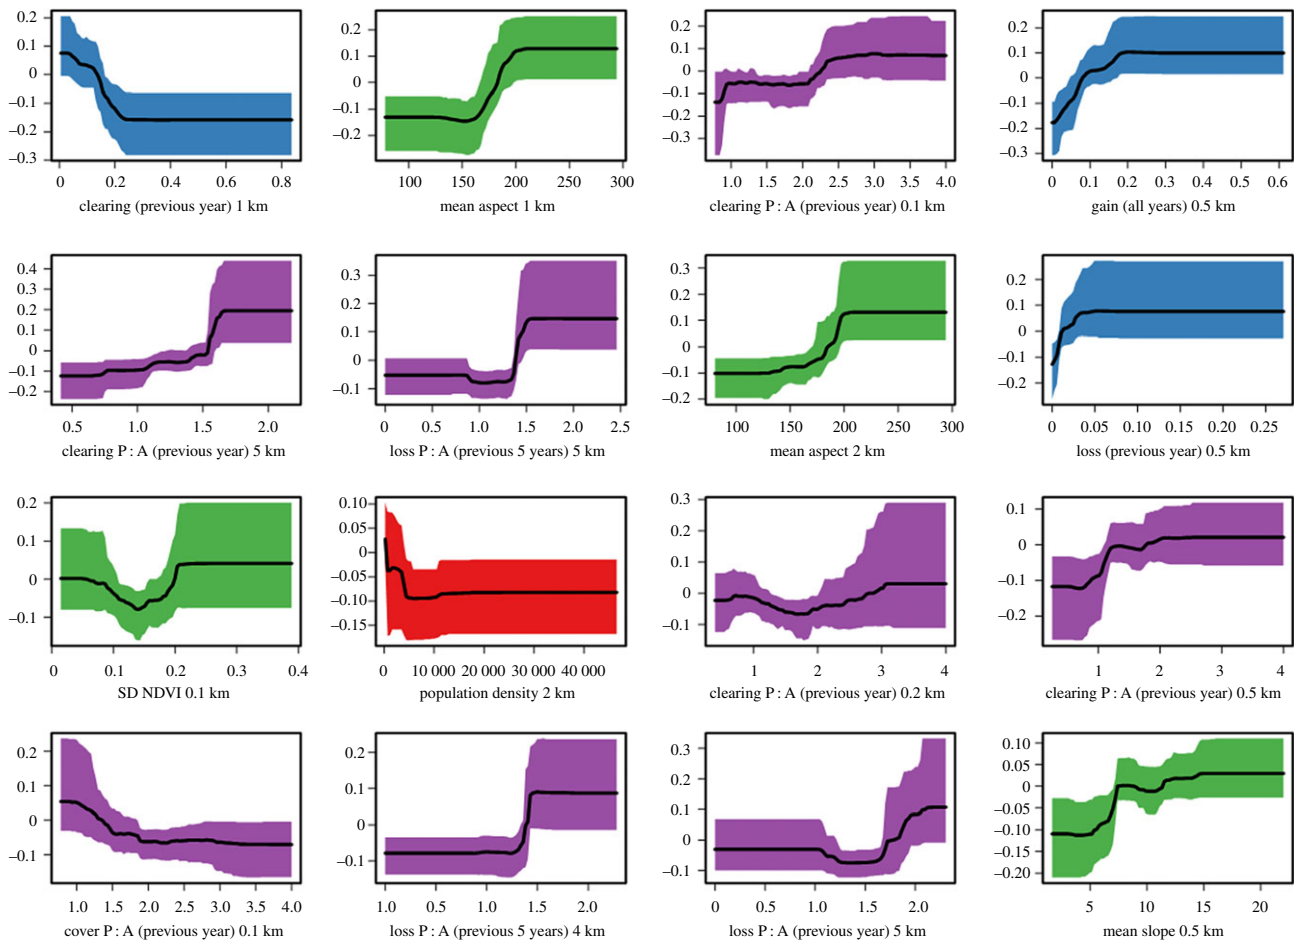 0.2
0.1
0
–0.1
–0.2
–0.3
0 0.2 0.4 0.6 0.8
clearing (previous year) 1 km
0.2
0.1
0
–0.1
–0.2
100 150 200 250 300
mean aspect 1 km
0.2
0.1
0
–0.1
–0.2
–0.3
1.0 1.5 2.0 2.5 3.0 3.5 4.0
clearing P : A (previous year) 0.1 km
0.2
0.1
0
–0.1
–0.2
–0.3
0 0.1 0.2 0.3 0.4 0.5 0.6
gain (all years) 0.5 km
0.4
0.3
0.2
0.1
0
–0.1
–0.2
0.5 1.0 1.5 2.0
clearing P : A (previous year) 5 km
0.3
0.2
0.1
0
–0.1
0 0.5 1.0 1.5 2.0 2.5
loss P : A (previous 5 years) 5 km
0.3
0.2
0.1
0
–0.1
–0.2
100 150 200 250 300
mean aspect 2 km
0.2
0.1
0
–0.1
–0.2
0 0.05 0.10 0.15 0.20 0.25
loss (previous year) 0.5 km
0.2
0.1
0
–0.1
0 0.1 0.2 0.3 0.4
SD NDVI 0.1 km
0.10
0.05
0
–0.05
–0.10
–0.15
0 10 000 20 000 30 000 40 000
population density 2 km
0.3
0.2
0.1
0
–0.1
1 2 3 4
clearing P : A (previous year) 0.2 km
0.1
0
–0.1
–0.2
1 2 3 4
clearing P : A (previous year) 0.5 km
0.2
0.1
0
–0.1
1.0 1.5 2.0 2.5 3.0 3.5 4.0
cover P : A (previous year) 0.1 km
0.2
0.1
0
–0.1
1.0 0.5 1.0 1.5 2.0
loss P : A (previous 5 years) 4 km
0.3
0.2
0.1
0
–0.1
0 0.5 1.0 1.5 2.0
loss P : A (previous year) 5 km
0.10
0.05
0
–0.05
–0.10
–0.15
–0.20
5 10 15 20
mean slope 0.5 km